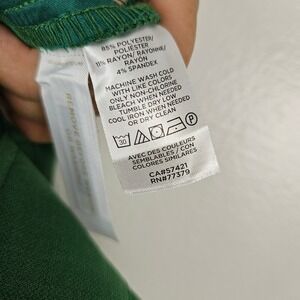 85% POLYESTER/
POLIÉSTER
11% RAYON/ RAYONNE/
RAYÓN
4% SPANDEX
MACHINE WASH COLD
WITH LIKE COLORS
ONLY NON-CHLORINE
BLEACH WHEN NEEDED
TUMBLE DRY LOW
COOL IRON WHEN NEEDED
OR DRY CLEAN
30
P
AVEC DES COULEURS
SEMBLABLES / CON
COLORES SIMILARES
CA#57421
RN#77379
REMOVE